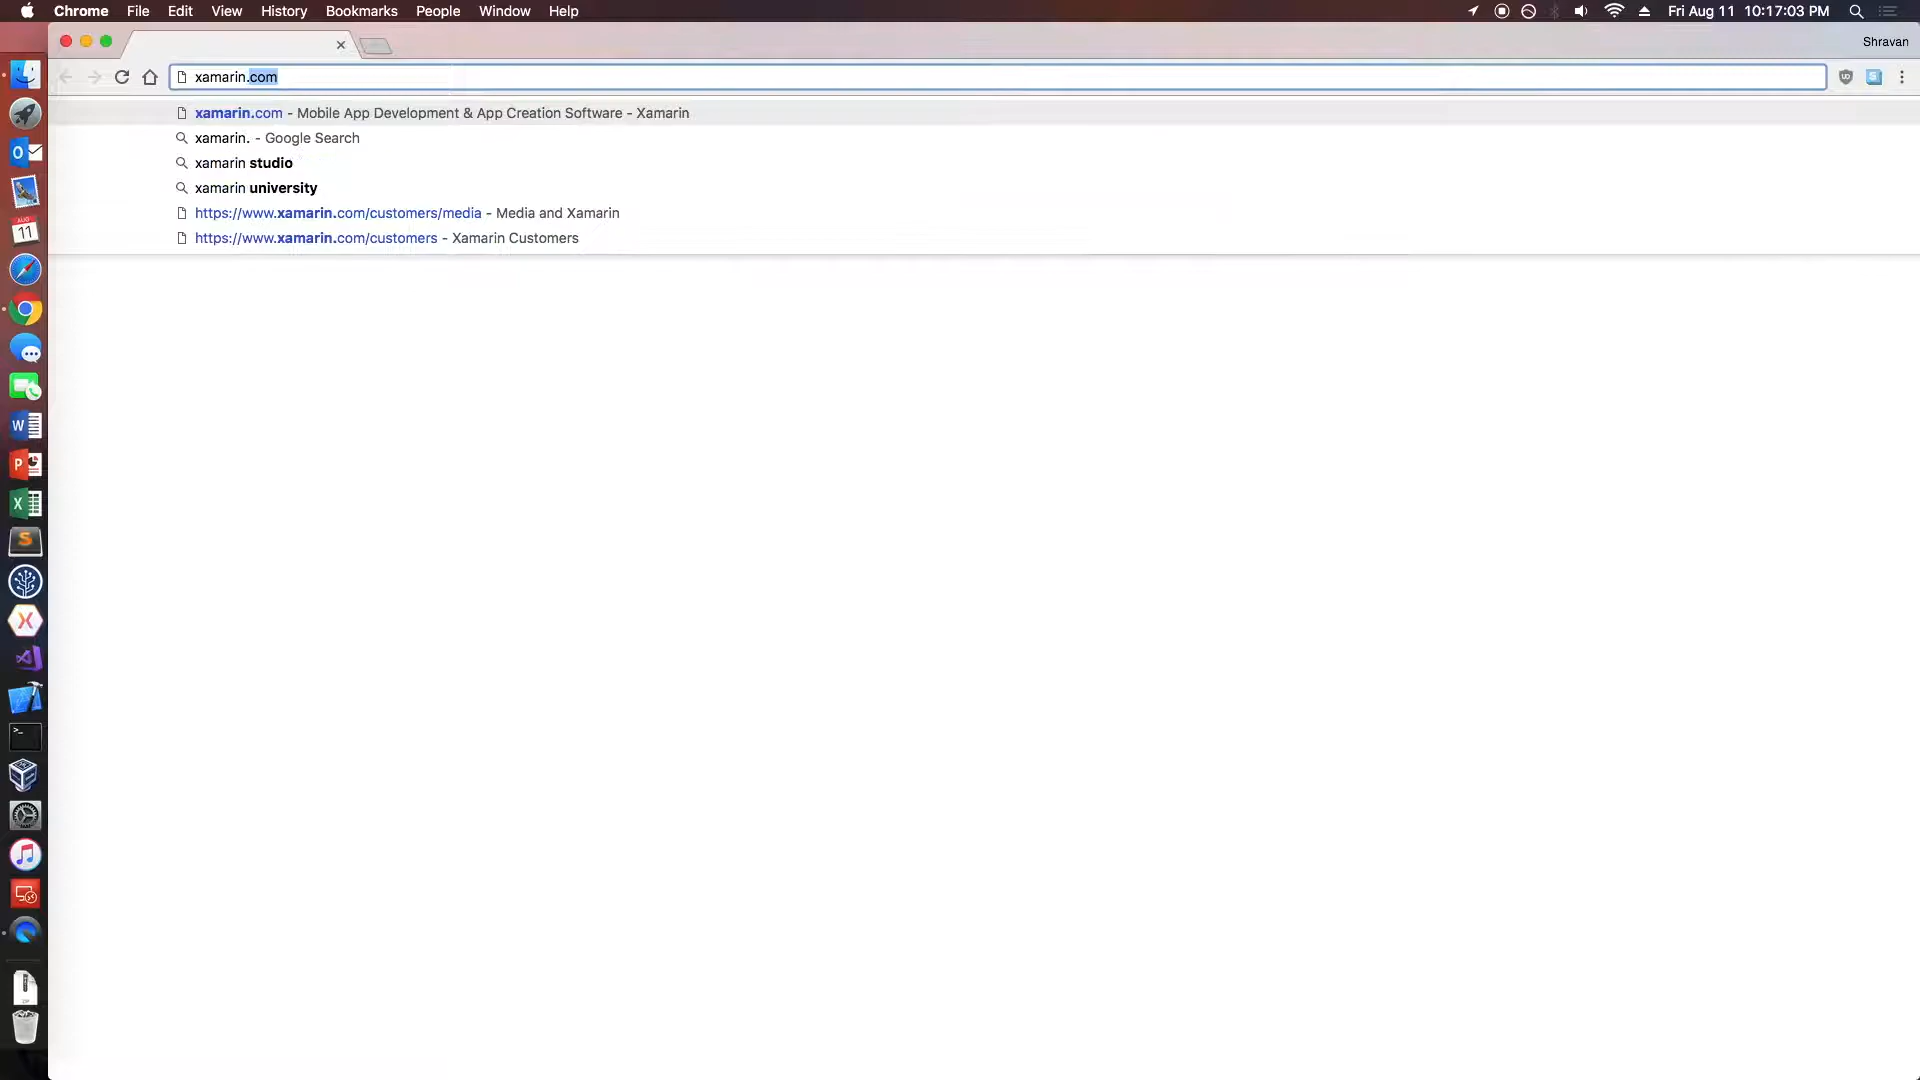 Chrome File Edit View History Bookmarks People Window Help Fri Aug 11 10:17:03 PM
Shravan
xamarin.com
xamarin.com - Mobile App Development & App Creation Software - Xamarin
xamarin. - Google Search
xamarin studio
xamarin university
https://www.xamarin.com/customers/media - Media and Xamarin
https://www.xamarin.com/customers - Xamarin Customers
AUG
11